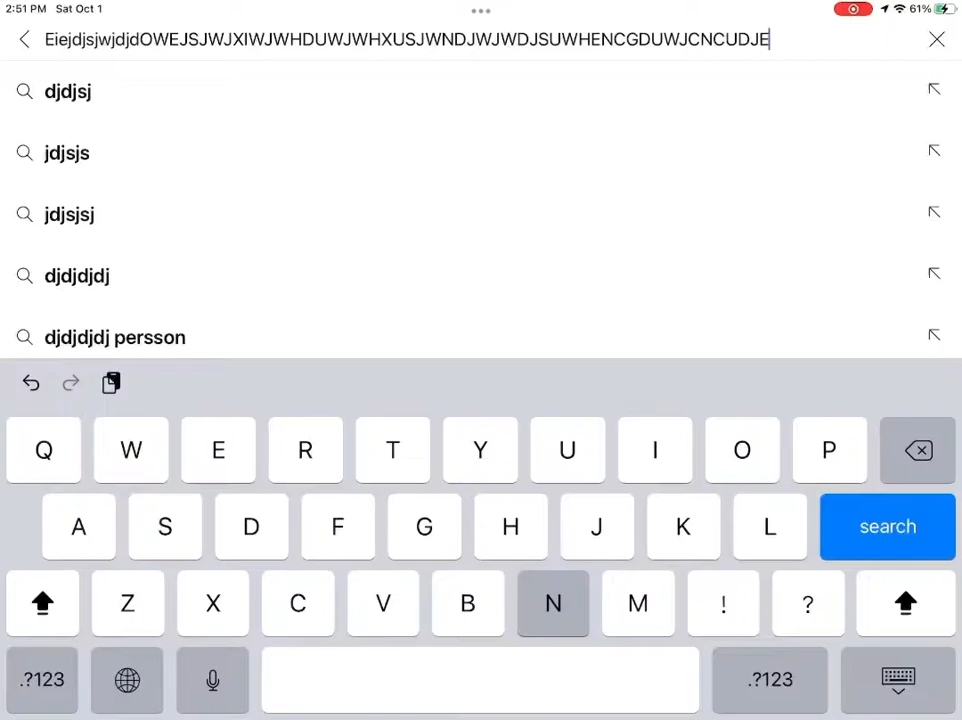 2:51 PM Sat Oct 1
61%
EiejdjsjwjdjdOWEJSJWJXIWJWHDUWJWHXUSJWNDJWJWDJSUWHENCGDUWJCNCUDJE
djdjsj
jdjsjs
jdjsjsj
djdjdjdj
djdjdjdj persson
Q W E R T Y U I O P
A S D F G H J K L search
Z X C V B N M ! ?
.?123 .?123